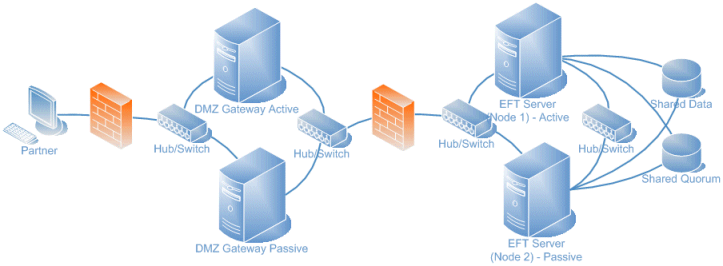 Partner
Hub/Switch
DMZ Gateway Active
DMZ Gateway Passive
Hub/Switch
Hub/Switch
EFT Server
(Node 1) - Active
EFT Server
(Node 2) - Passive
Hub/Switch
Shared Data
Shared Quorum